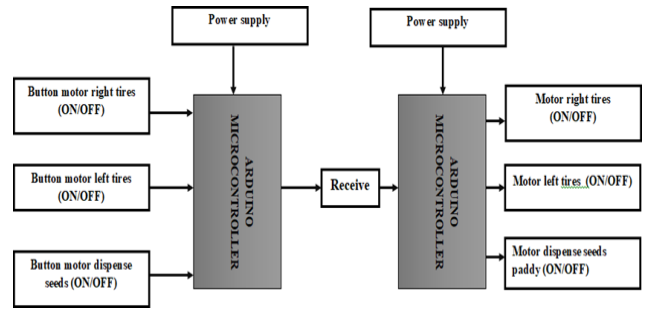 Power supply
Power supply
Button motor right tires
(ON/OFF)
Button motor left tires
(ON/OFF)
Button motor dispense
seeds (ON/OFF)
ARDUINO
MICROCONTROLLER
Receive
ARDUINO
MICROCONTROLLER
Motor right tires
(ON/OFF)
Motor left tires (ON/OFF)
Motor dispense seeds
paddy (ON/OFF)